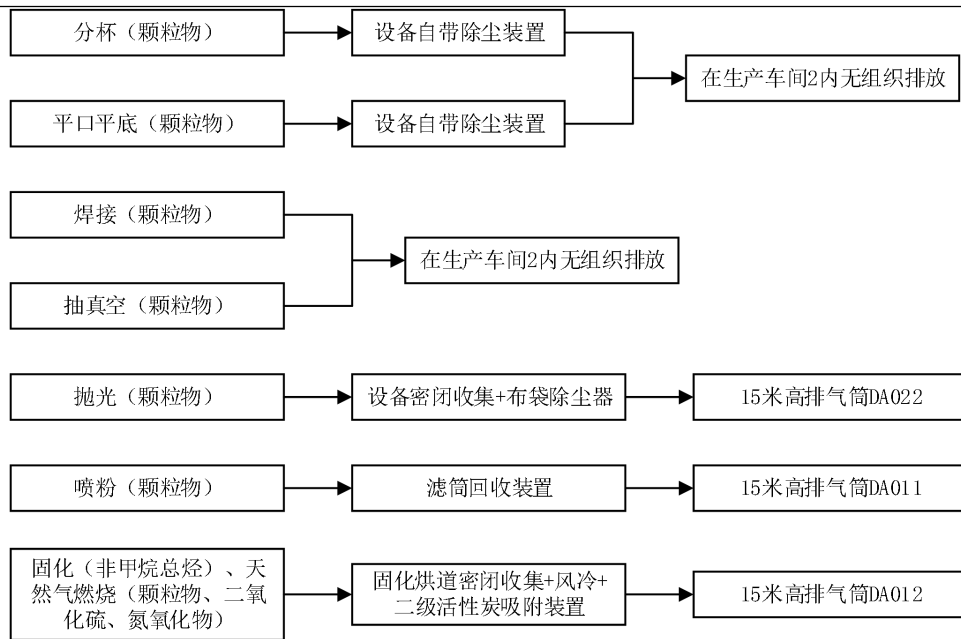 分杯（颗粒物）
设备自带除尘装置
在生产车间2内无组织排放
平口平底（颗粒物）
设备自带除尘装置
焊接（颗粒物）
在生产车间2内无组织排放
抽真空（颗粒物）
抛光（颗粒物）
设备密闭收集+布袋除尘器
15米高排气筒DA022
喷粉（颗粒物）
滤筒回收装置
15米高排气筒DA011
固化（非甲烷总烃）、天
然气燃烧（颗粒物、二氧
化硫、氮氧化物）
固化烘道密闭收集+风冷+
二级活性炭吸附装置
15米高排气筒DA012